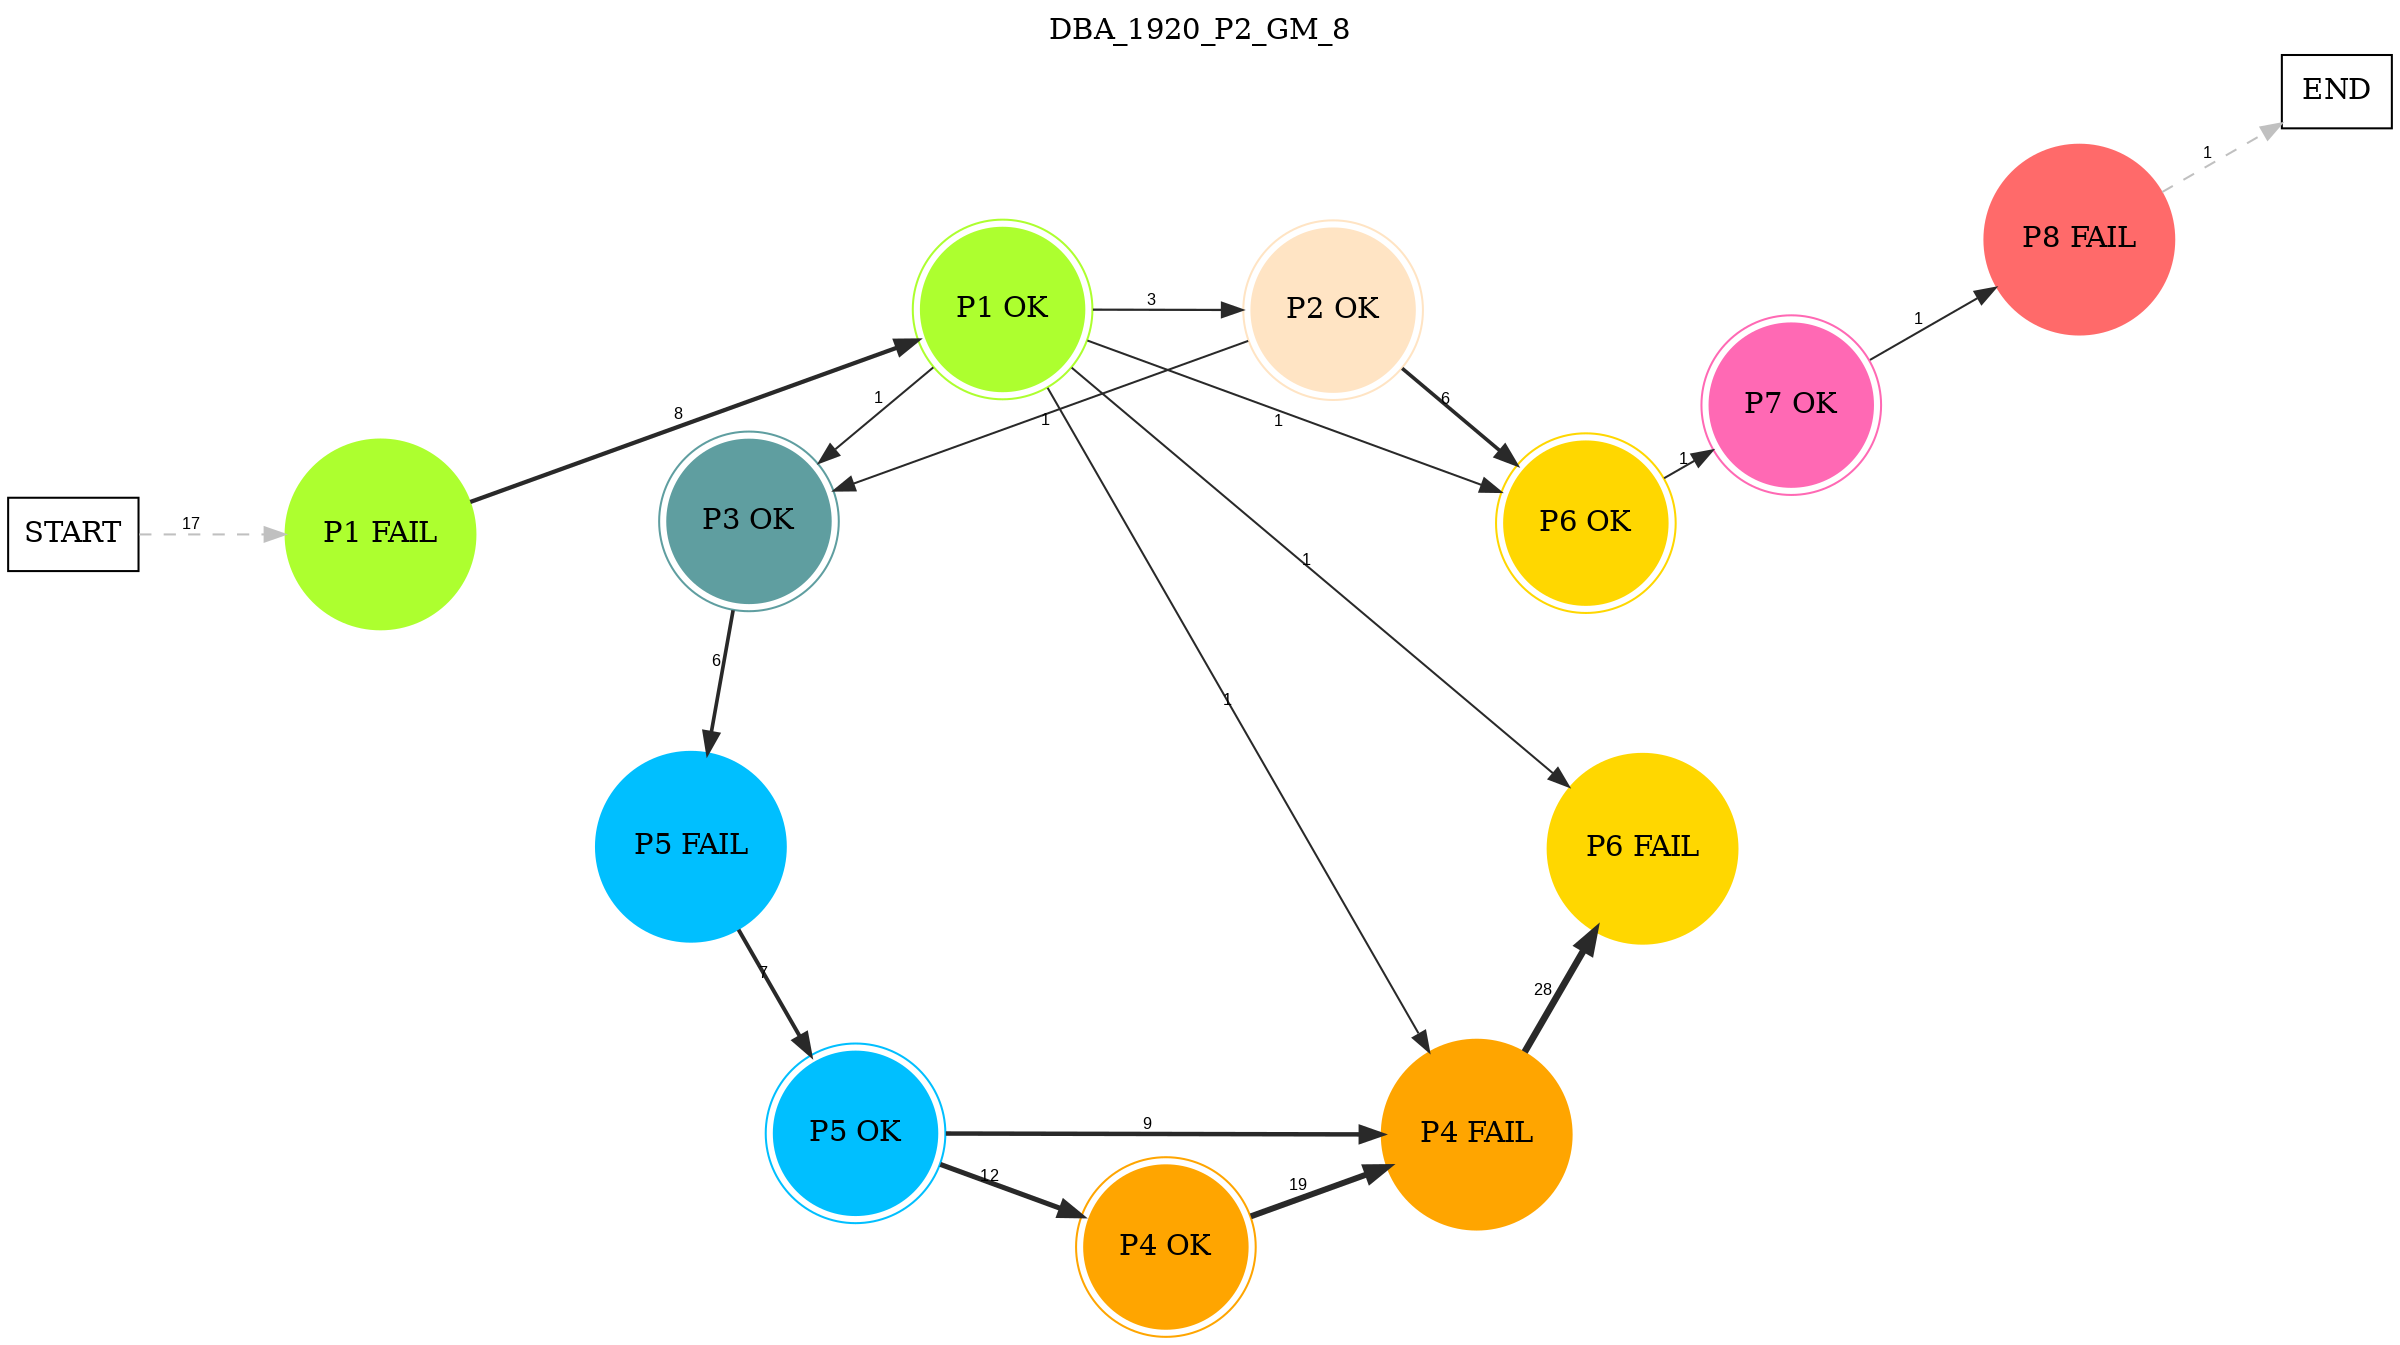 DBA_1920_P2_GM_8
END
1
P8 FAIL
P1 OK
3
P2 OK
1
P7 OK
1
1
6
8
1
1
1
START
17
P1 FAIL
P3 OK
P6 OK
1
6
1
P5 FAIL
P6 FAIL
7
28
9
P5 OK
P4 FAIL
12
19
P4 OK